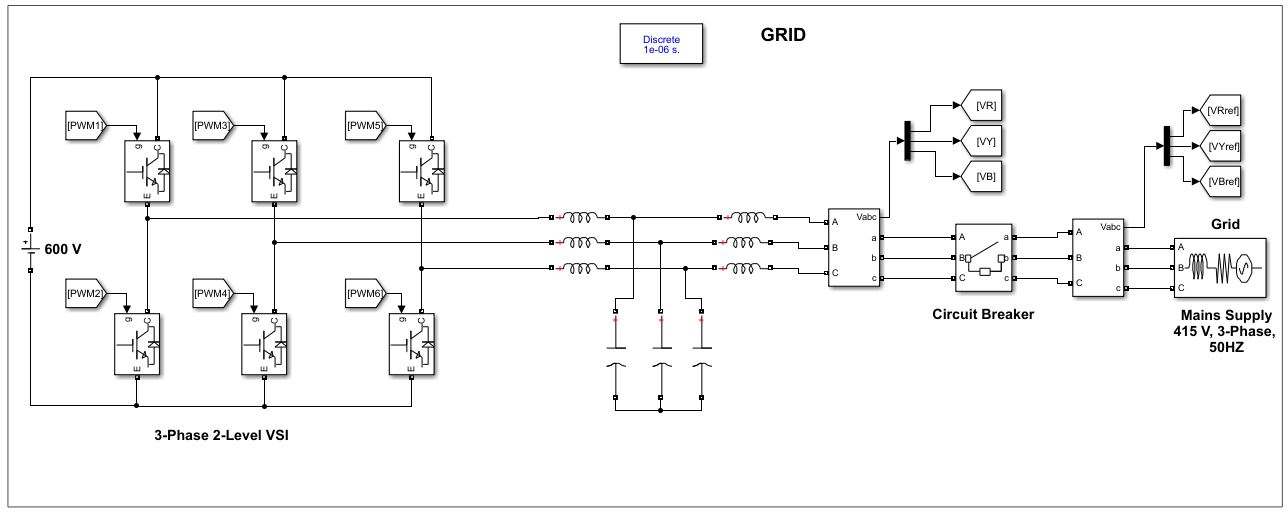 Discrete
1e-06 s.
GRID
[PWM1]
[PWM3]
[PWM5]
g
C
E
g
C
E
g
C
E
[VR]
[VY]
[VB]
[VRref]
[VYref]
[VBref]
Grid
+
600 V
+
+
+
+
+
+
A
B
C
Vabc
a
b
c
A
B
C
a
b
c
A
B
C
Vabc
a
b
c
A
B
C
Circuit Breaker
Mains Supply
415 V, 3-Phase,
50HZ
[PWM2]
[PWM4]
[PWM6]
g
C
E
g
C
E
g
C
E
+
+
+
3-Phase 2-Level VSI